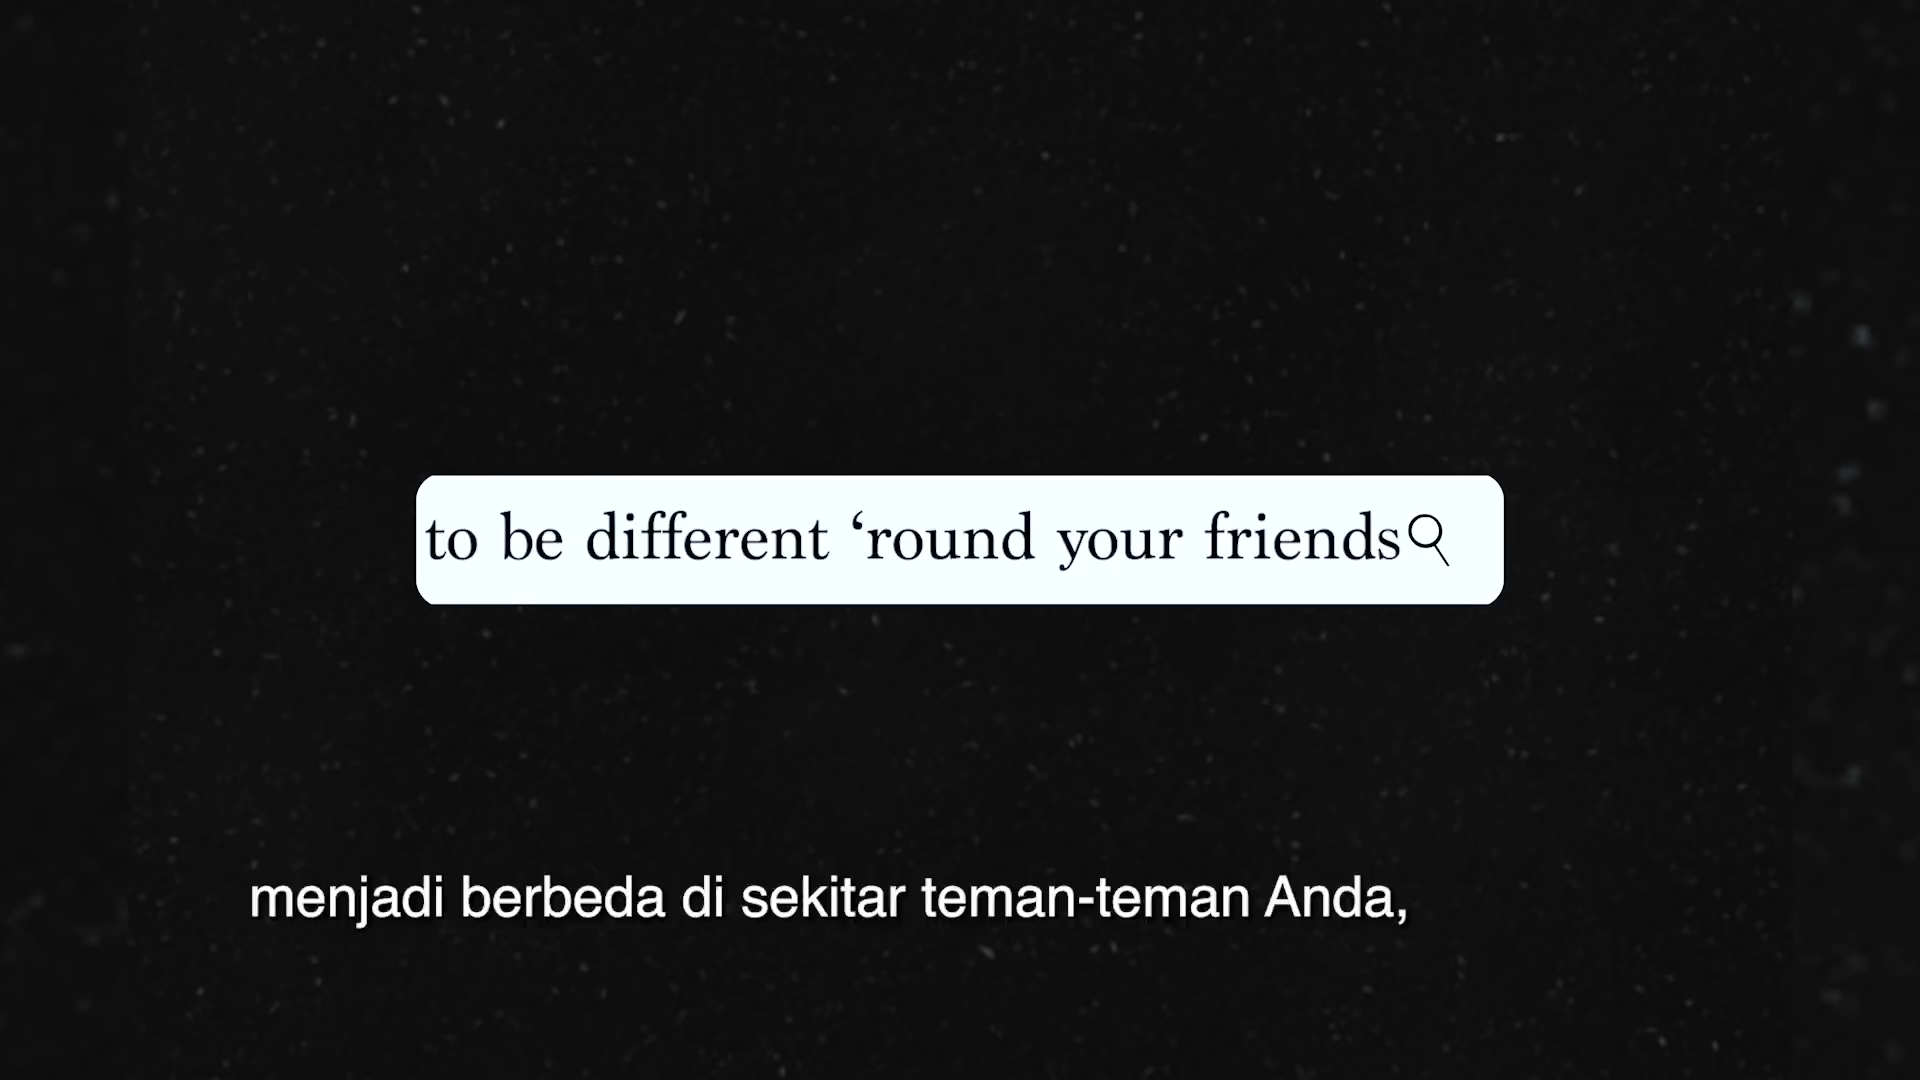 to be different ‘round your friends
menjadi berbeda di sekitar teman-teman Anda,